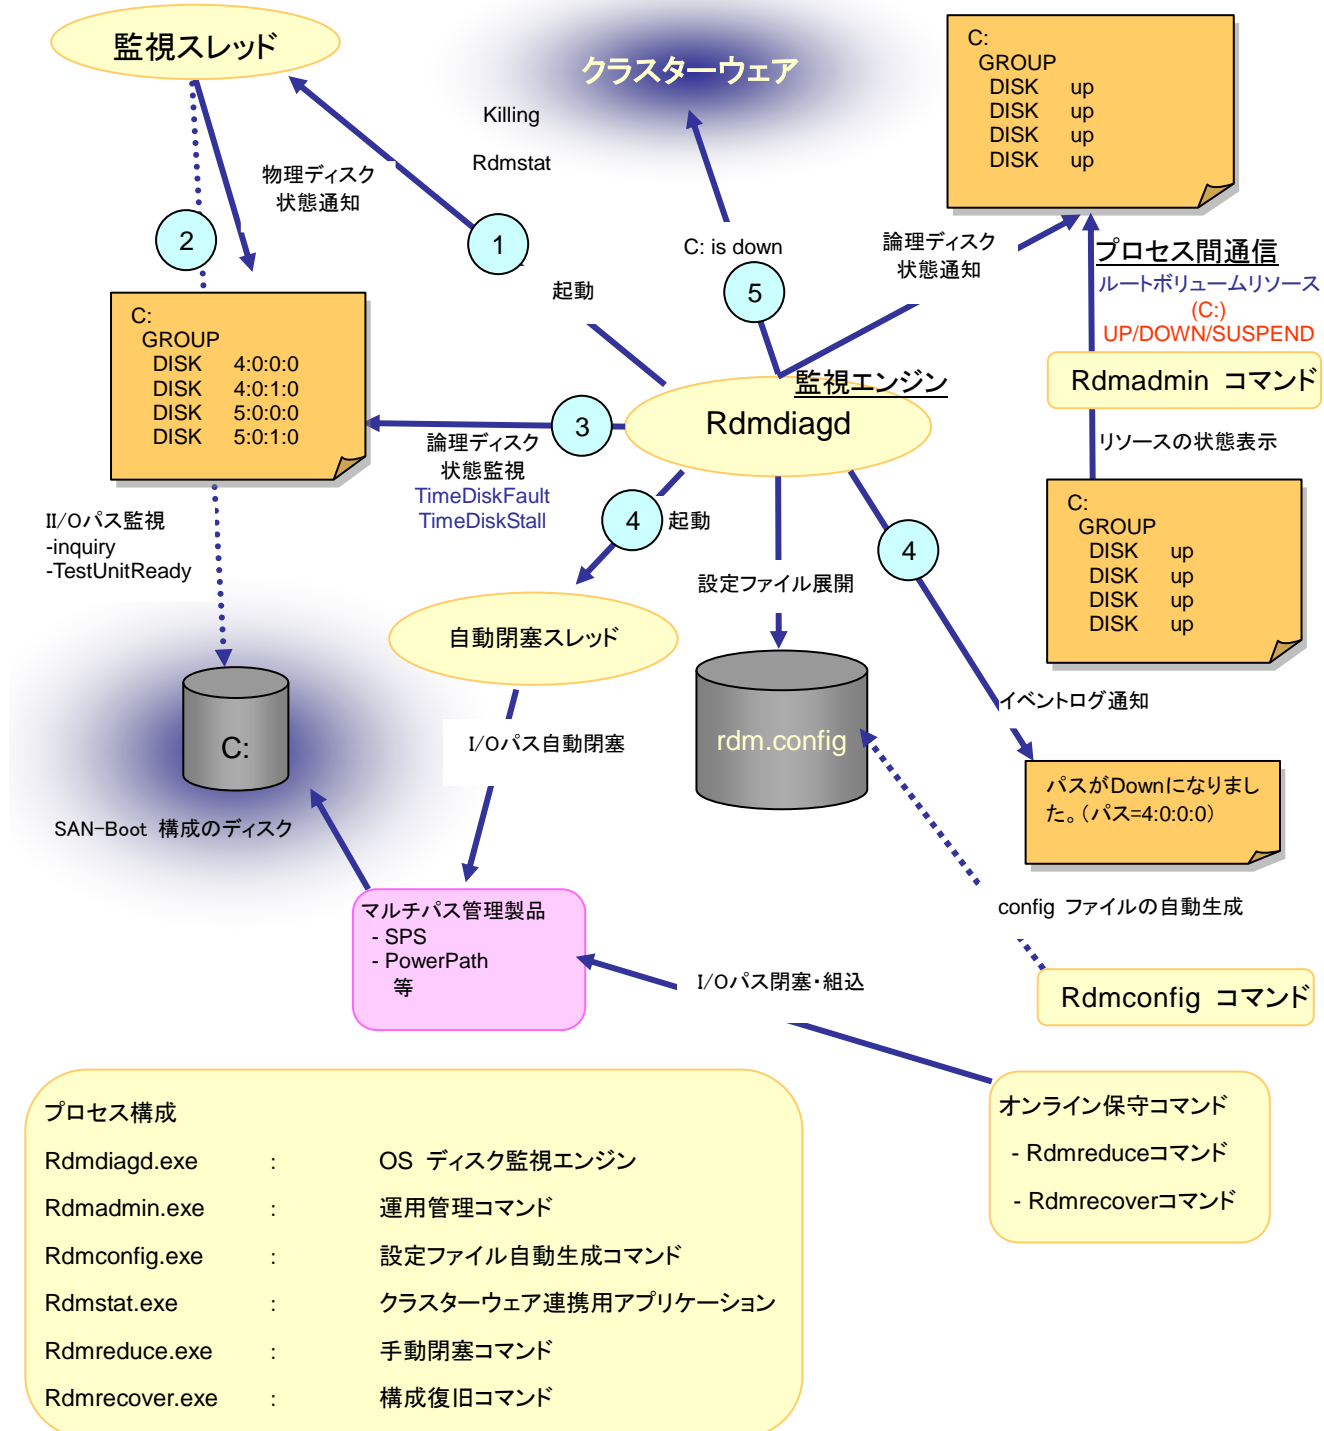 監視スレッド
クラスターウェア
C:
GROUP
DISK up
DISK up
DISK up
DISK up
Killing
Rdmstat
物理ディスク
状態通知
2
1
起動
C: is down
5
論理ディスク
状態通知
プロセス間通信
ルートボリュームリソース
(C:)
UP/DOWN/SUSPEND
Rdmadmin コマンド
リソースの状態表示
C:
GROUP
DISK 4:0:0:0
DISK 4:0:1:0
DISK 5:0:0:0
DISK 5:0:1:0
監視エンジン
Rdmdiagd
3
論理ディスク
状態監視
TimeDiskFault
TimeDiskStall
4
起動
4
C:
GROUP
DISK up
DISK up
DISK up
DISK up
II/Oパス監視
-inquiry
-TestUnitReady
設定ファイル展開
自動閉塞スレッド
I/Oパス自動閉塞
rdm.config
イベントログ通知
パスがDownになりまし
た。(パス=4:0:0:0)
C:
SAN-Boot 構成のディスク
マルチパス管理製品
- SPS
- PowerPath
等
config ファイルの自動生成
I/Oパス閉塞・組込
Rdmconfig コマンド
オンライン保守コマンド
- Rdmreduceコマンド
- Rdmrecoverコマンド
プロセス構成
Rdmdiagd.exe : OS ディスク監視エンジン
Rdmadmin.exe : 運用管理コマンド
Rdmconfig.exe : 設定ファイル自動生成コマンド
Rdmstat.exe : クラスターウェア連携用アプリケーション
Rdmreduce.exe : 手動閉塞コマンド
Rdmrecover.exe : 構成復旧コマンド